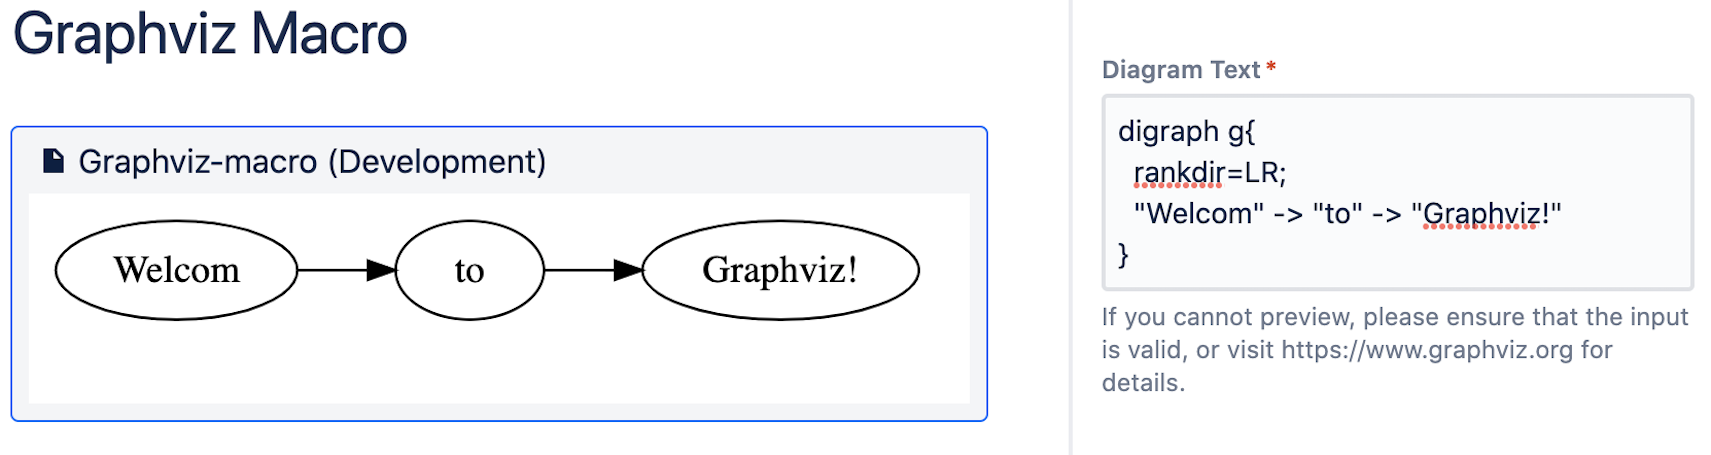 Graphviz Macro
Graphviz-macro (Development)
Welcom to Graphviz!
Diagram Text *
digraph g{
rankdir=LR;
"Welcom" -> "to" -> "Graphviz!"
}
If you cannot preview, please ensure that the input
is valid, or visit https://www.graphviz.org for
details.